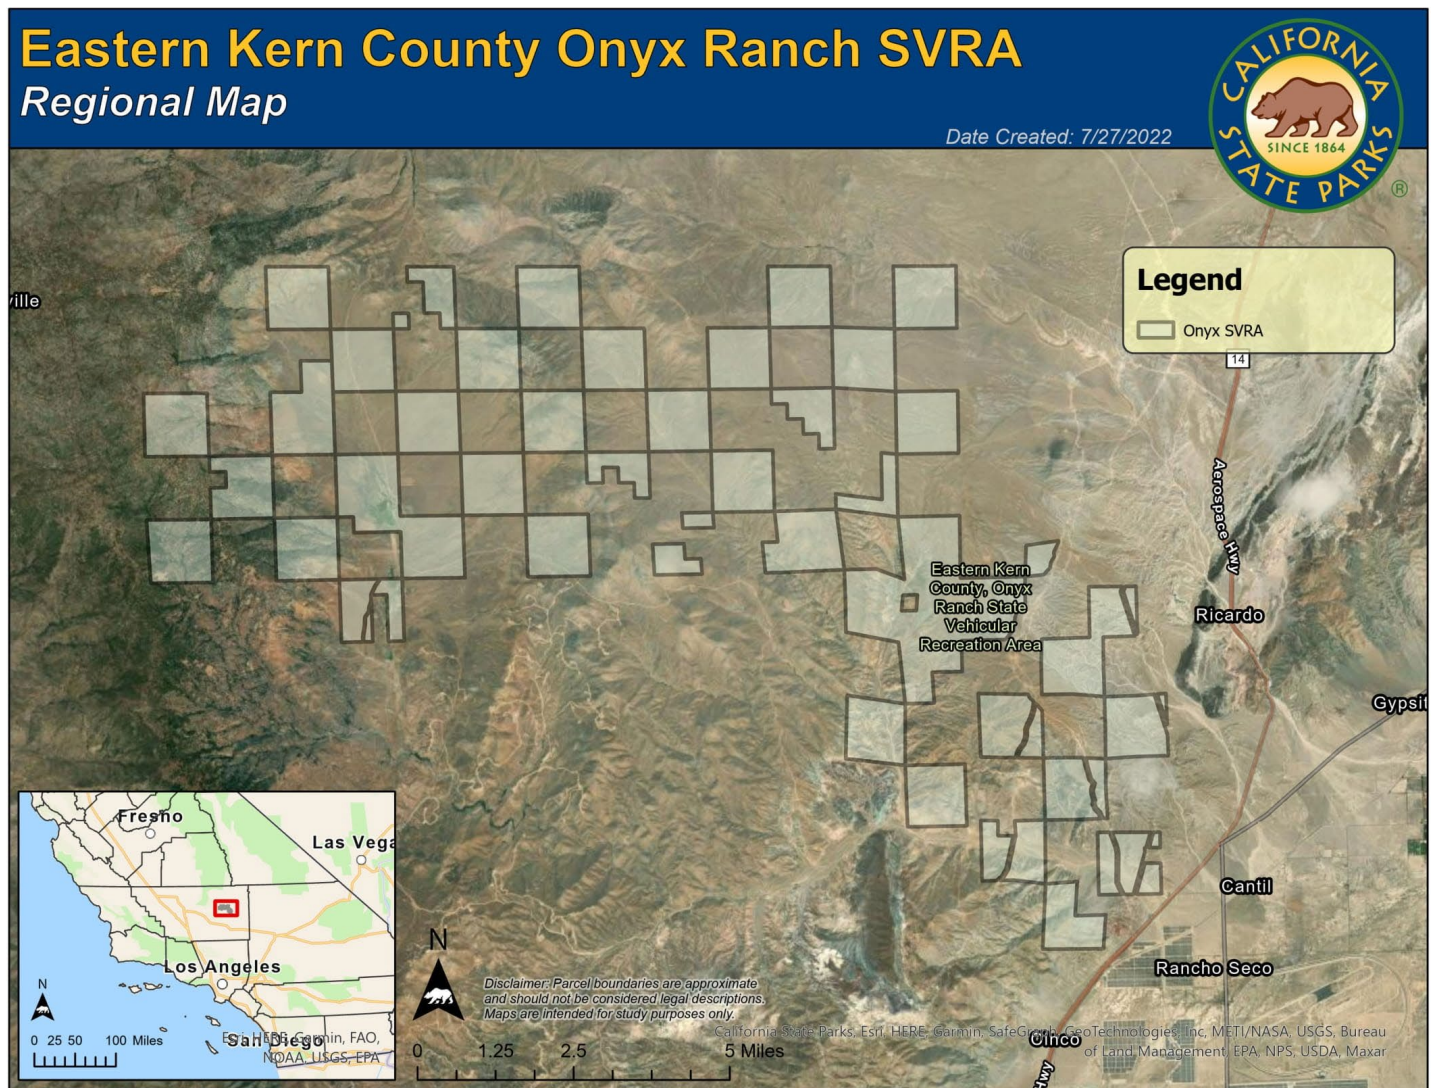 Eastern Kern County Onyx Ranch SVRA
Regional Map
Date Created: 7/27/2022
CALIFORNIA
STATE PARKS
SINCE 1864
®
ville
Legend
Onyx SVRA
14
Aerospace Hwy
Eastern Kern
County, Onyx
Ranch State
Vehicular
Recreation Area
Ricardo
Gypsit
Cantil
Rancho Seco
Cinco
Hwy
Fresno
Las Vega
Los Angeles
San Diego
N
0 25 50 100 Miles
Esri, HERE, Garmin, FAO,
NOAA, USGS, EPA
N
Disclaimer: Parcel boundaries are approximate
and should not be considered legal descriptions.
Maps are intended for study purposes only.
0 1.25 2.5 5 Miles
California State Parks, Esri, HERE, Garmin, SafeGraph, GeoTechnologies, Inc, METI/NASA, USGS, Bureau
of Land Management, EPA, NPS, USDA, Maxar